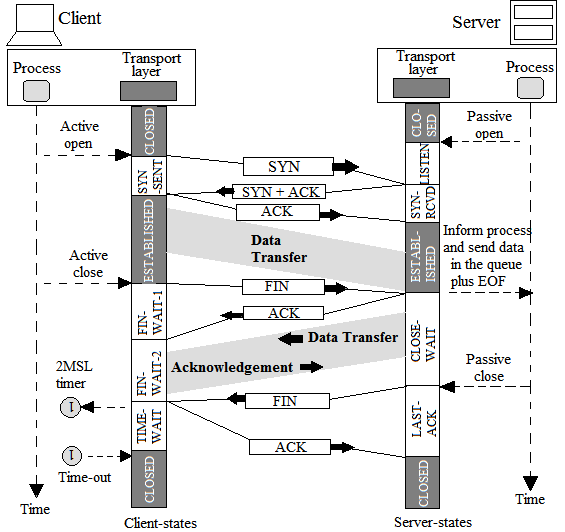 Client
Server
Process
Transport
layer
Transport
layer
Process
CLOSED
CLO-
SED
Active
open
Passive
open
SYN
LISTEN
SYN
-SENT
SYN + ACK
SYN-
RCVD
ACK
ESTABLISHED
Data
Transfer
ESTABL-
ISHED
Inform process
and send data
in the queue
plus EOF
Active
close
FIN
FIN-
WAIT-1
ACK
Data Transfer
CLOSE-
WAIT
2MSL
timer
FIN-
WAIT-2
Acknowledgement
Passive
close
1
FIN
TIME-
WAIT
LAST-
ACK
ACK
1
Time-out
CLOSED
CLOSED
Time
Time
Client-states
Server-states